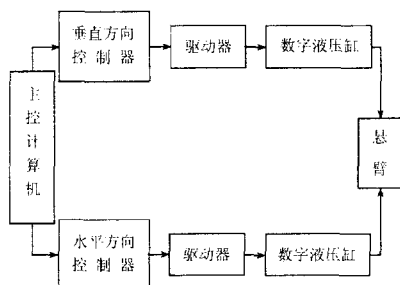 垂直方向
控制器
驱动器
数字液压缸
主
控
计
算
机
悬
臂
水平方向
控制器
驱动器
数字液压缸